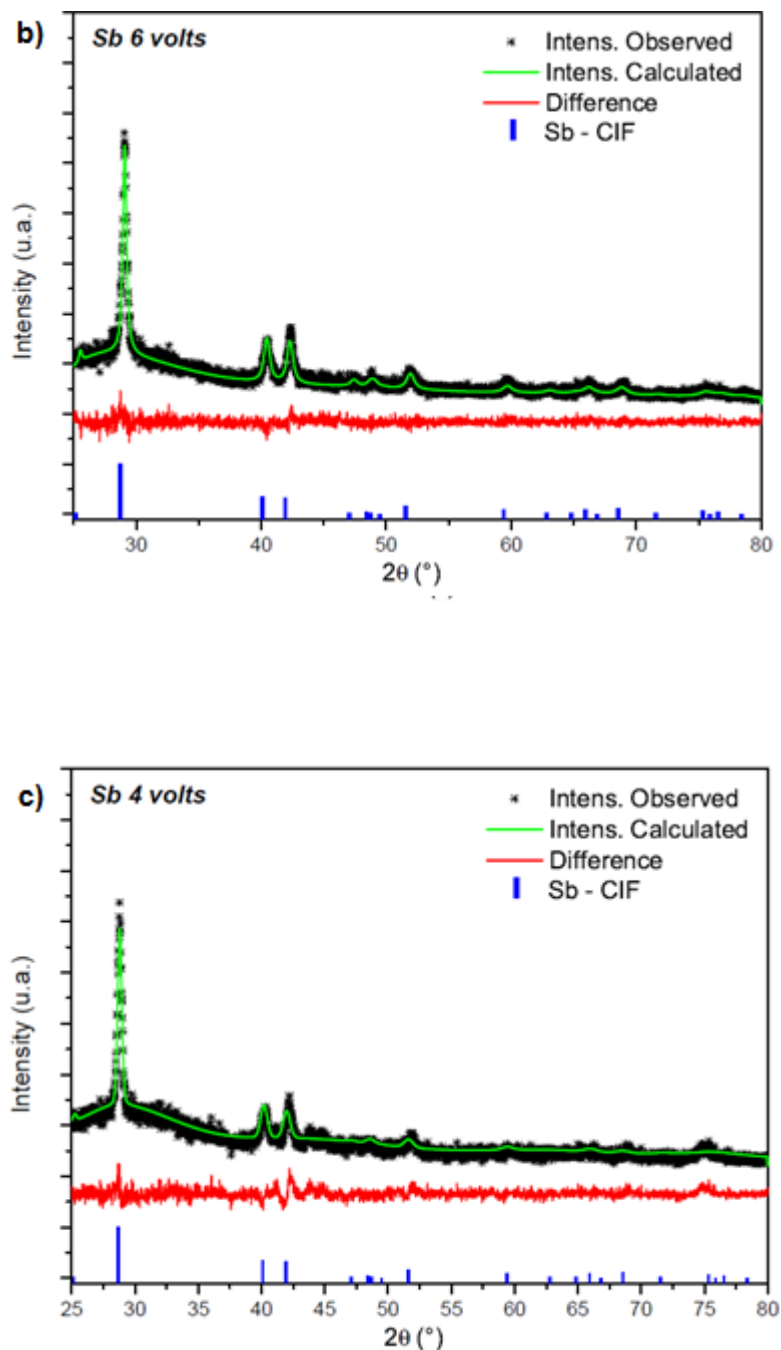 b)
Sb 6 volts
Intens. Observed
Intens. Calculated
Difference
Sb - CIF
Intensity (u.a.)
30 40 50 60 70 80
2θ (°)
c)
Sb 4 volts
Intens. Observed
Intens. Calculated
Difference
Sb - CIF
Intensity (u.a.)
25 30 35 40 45 50 55 60 65 70 75 80
2θ (°)